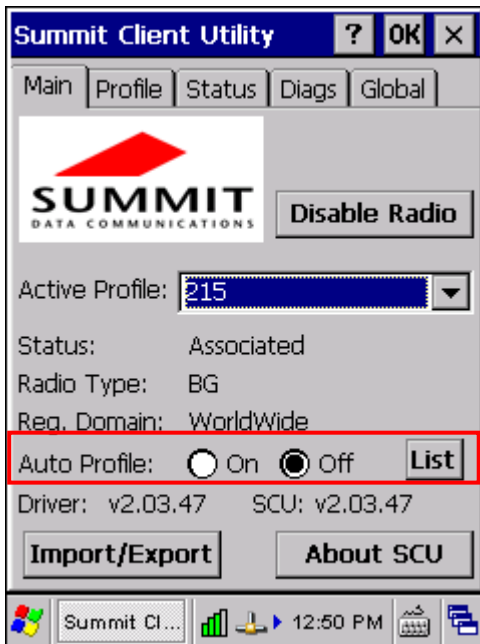 Summit Client Utility ? OK ×
Main Profile Status Diags Global
SUMMIT
DATA COMMUNICATIONS
Disable Radio
Active Profile: 215
Status: Associated
Radio Type: BG
Reg. Domain: WorldWide
Auto Profile: On Off List
Driver: v2.03.47 SCU: v2.03.47
Import/Export About SCU
Summit Cl... 12:50 PM